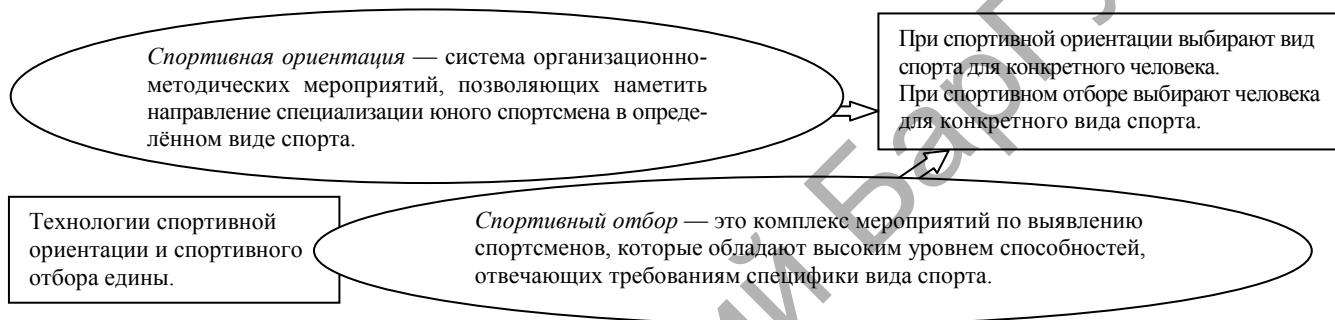 Спортивная ориентация — система организационно-
методических мероприятий, позволяющих наметить
направление специализации юного спортсмена в опреде-
лённом виде спорта.
При спортивной ориентации выбирают вид
спорта для конкретного человека.
При спортивном отборе выбирают человека
для конкретного вида спорта.
Технологии спортивной
ориентации и спортивного
отбора едины.
Спортивный отбор — это комплекс мероприятий по выявлению
спортсменов, которые обладают высоким уровнем способностей,
отвечающих требованиям специфики вида спорта.